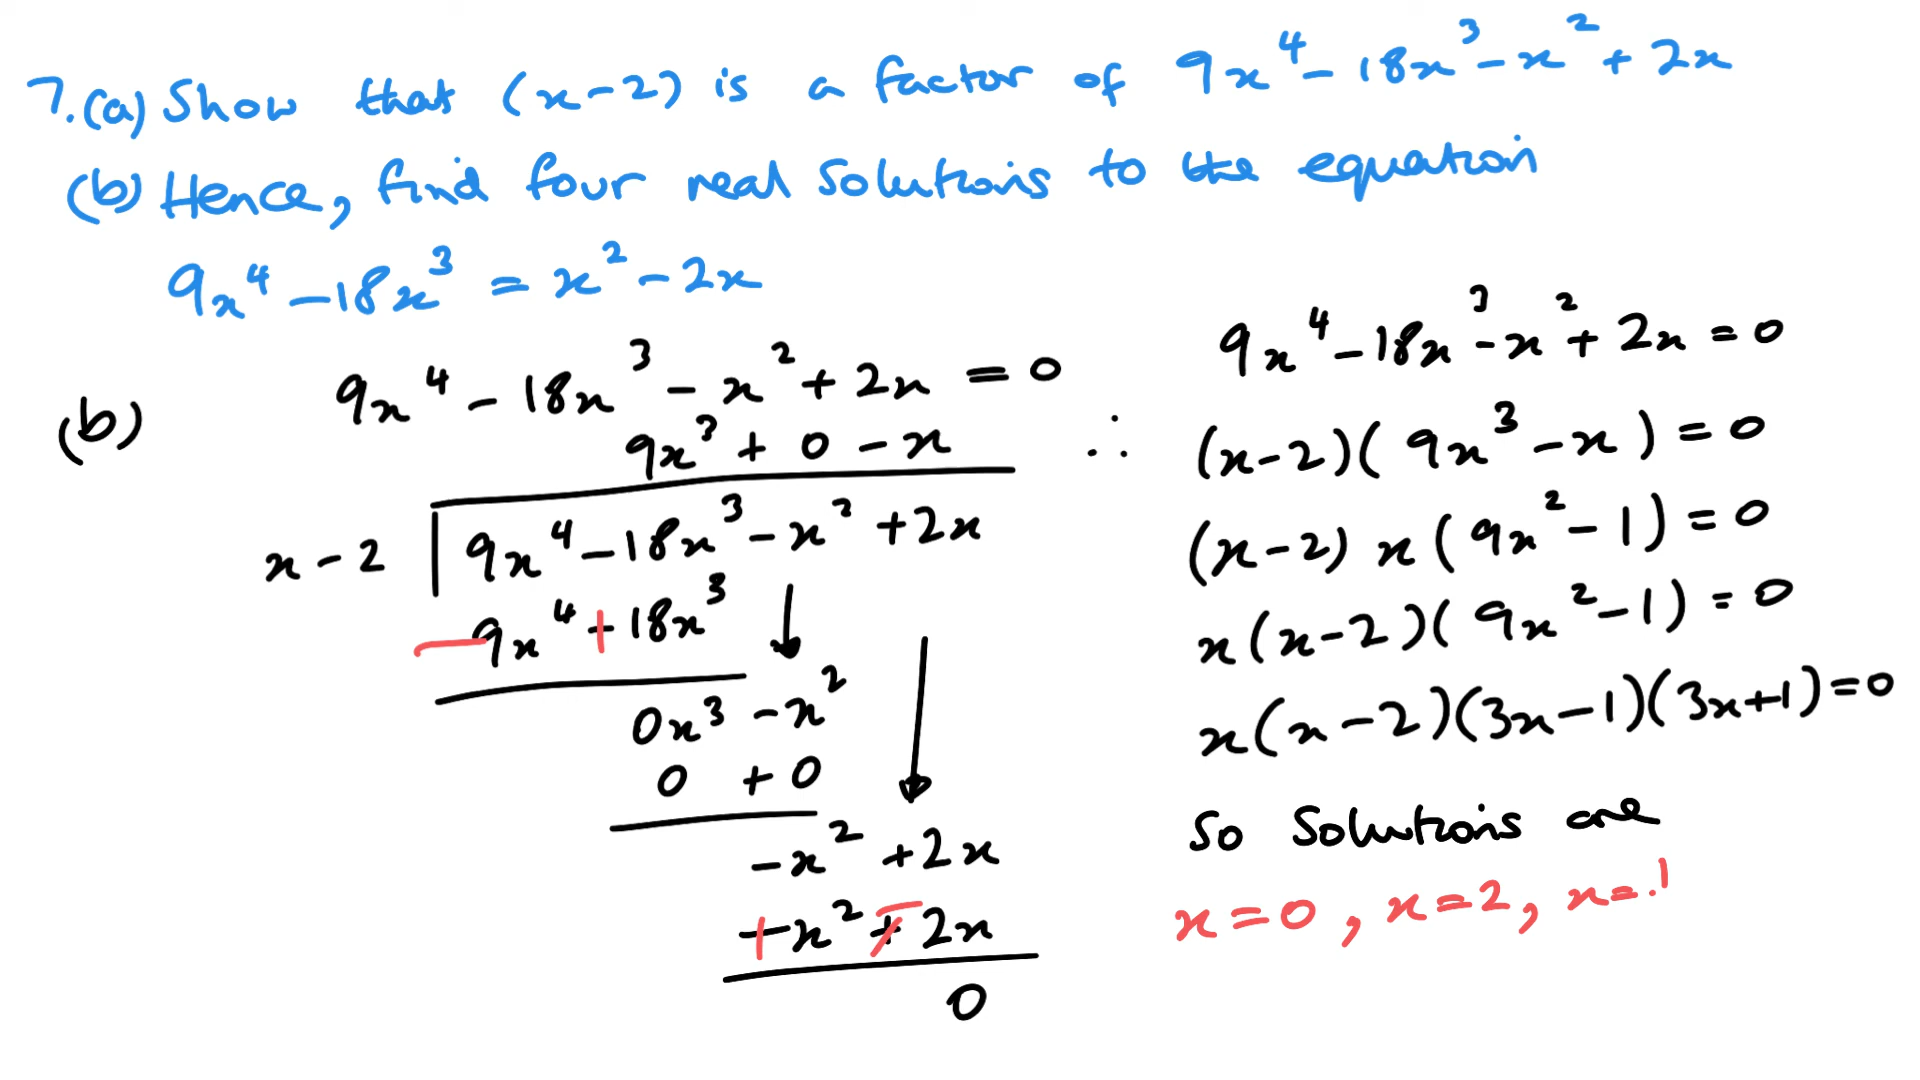 7.(a) Show that (x-2) is a factor of 9x⁴ - 18x³ - x² + 2x
(b) Hence, find four real solutions to the equation
9x⁴ - 18x³ = x² - 2x
(b)
9x⁴ - 18x³ - x² + 2x = 0
9x³ + 0 - x
x - 2 | 9x⁴ - 18x³ - x² + 2x
- 9x⁴ + 18x³
0x³ - x²
0 + 0
-x² + 2x
+ x² - 2x
0
9x⁴ - 18x³ - x² + 2x = 0
∴ (x-2)(9x³ - x) = 0
(x-2) x (9x² - 1) = 0
x(x-2)(9x² - 1) = 0
x(x-2)(3x-1)(3x+1) = 0
So solutions are
x = 0, x = 2, x = 1